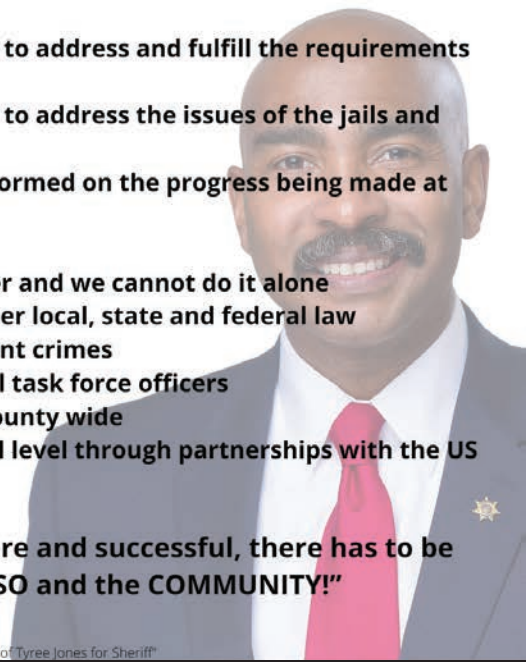 to address and fulfill the requirements
to address the issues of the jails and
ormed on the progress being made at
r and we cannot do it alone
er local, state and federal law
nt crimes
l task force officers
ounty wide
l level through partnerships with the US
re and successful, there has to be
SO and the COMMUNITY!”
of Tyree Jones for Sheriff"